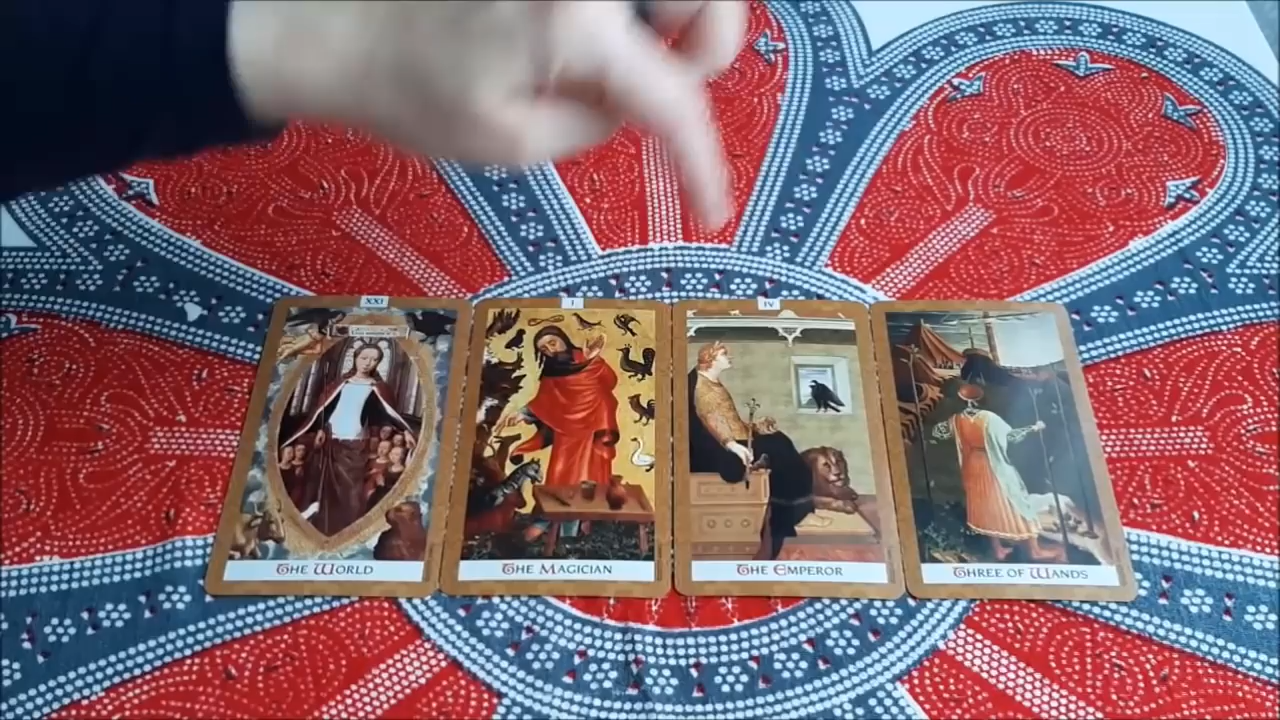 XXI
I
IV
THE WORLD
THE MAGICIAN
THE EMPEROR
THREE OF WANDS